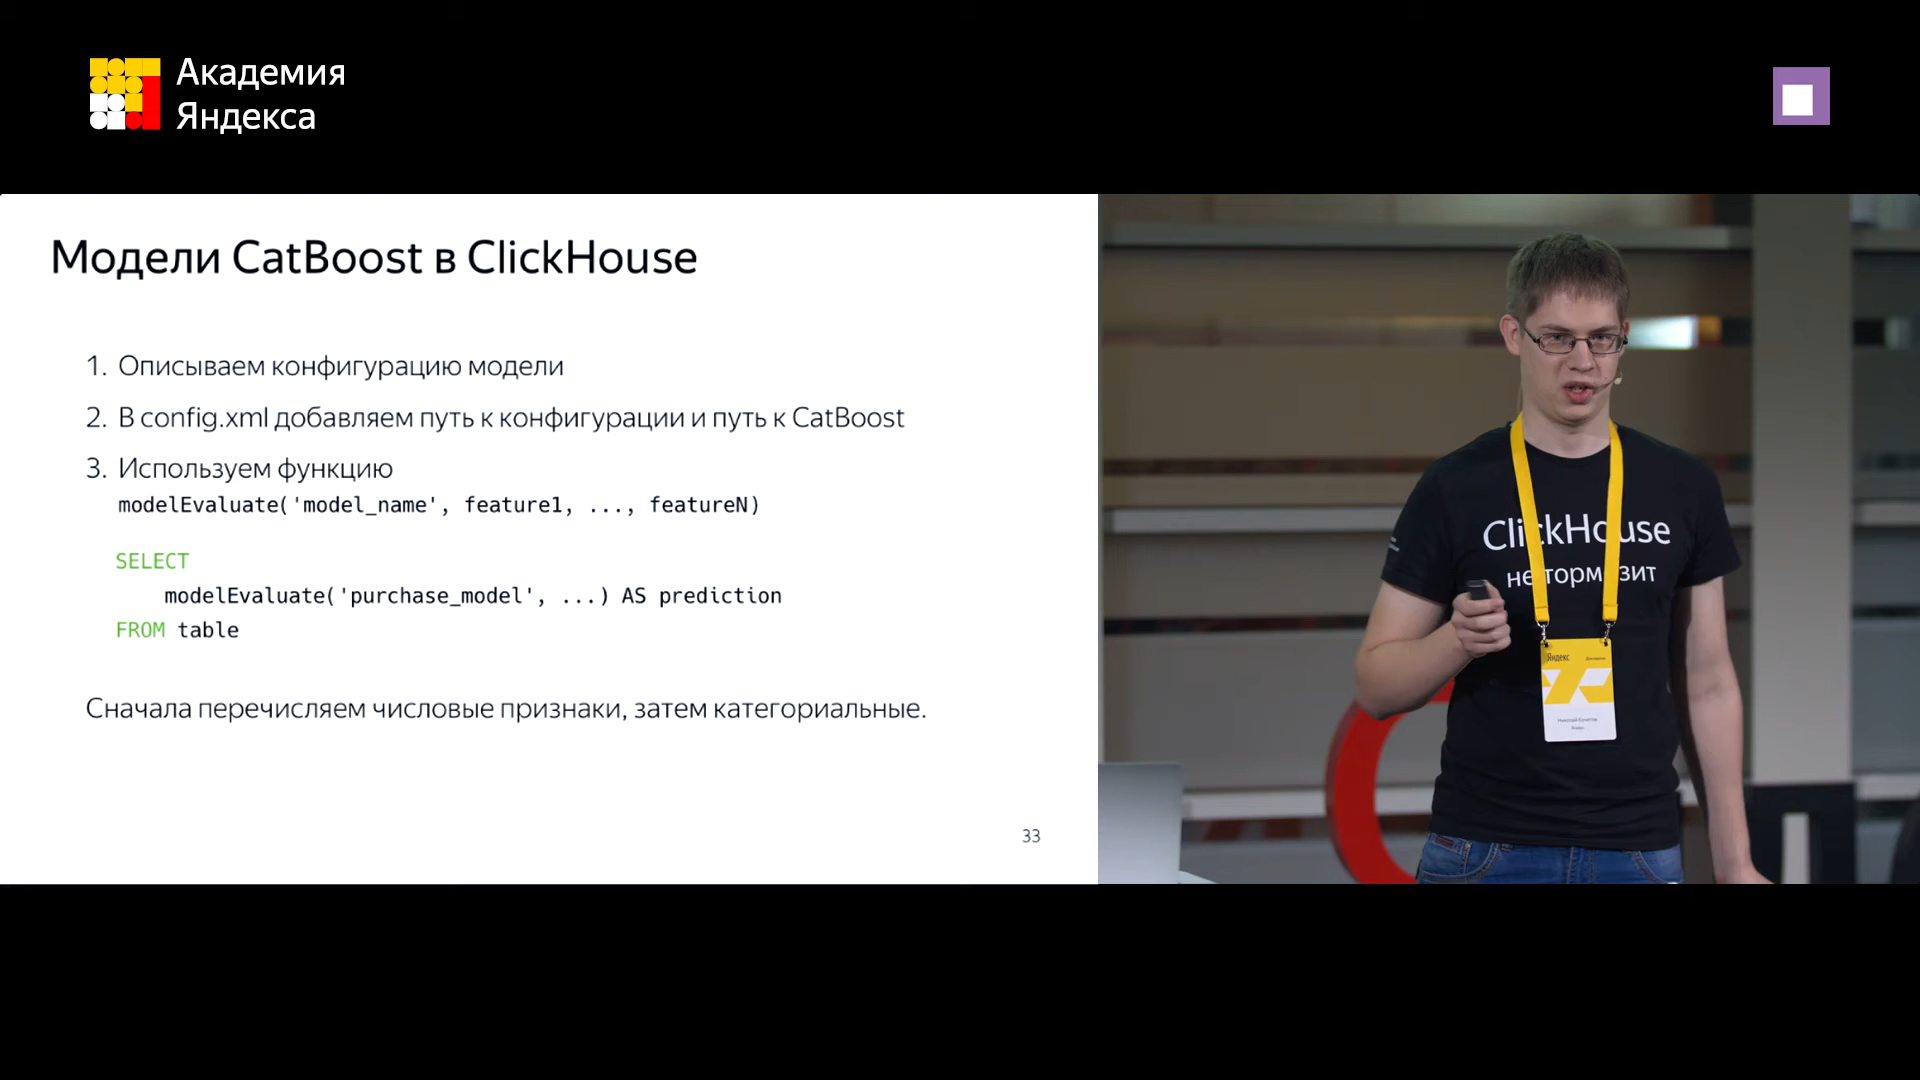 Академия
Яндекса
Модели CatBoost в ClickHouse
1. Описываем конфигурацию модели
2. В config.xml добавляем путь к конфигурации и путь к CatBoost
3. Используем функцию
modelEvaluate('model_name', feature1, ..., featureN)
SELECT
modelEvaluate('purchase_model', ...) AS prediction
FROM table
Сначала перечисляем числовые признаки, затем категориальные.
33
ClickHouse
не тормозит
Яндекс